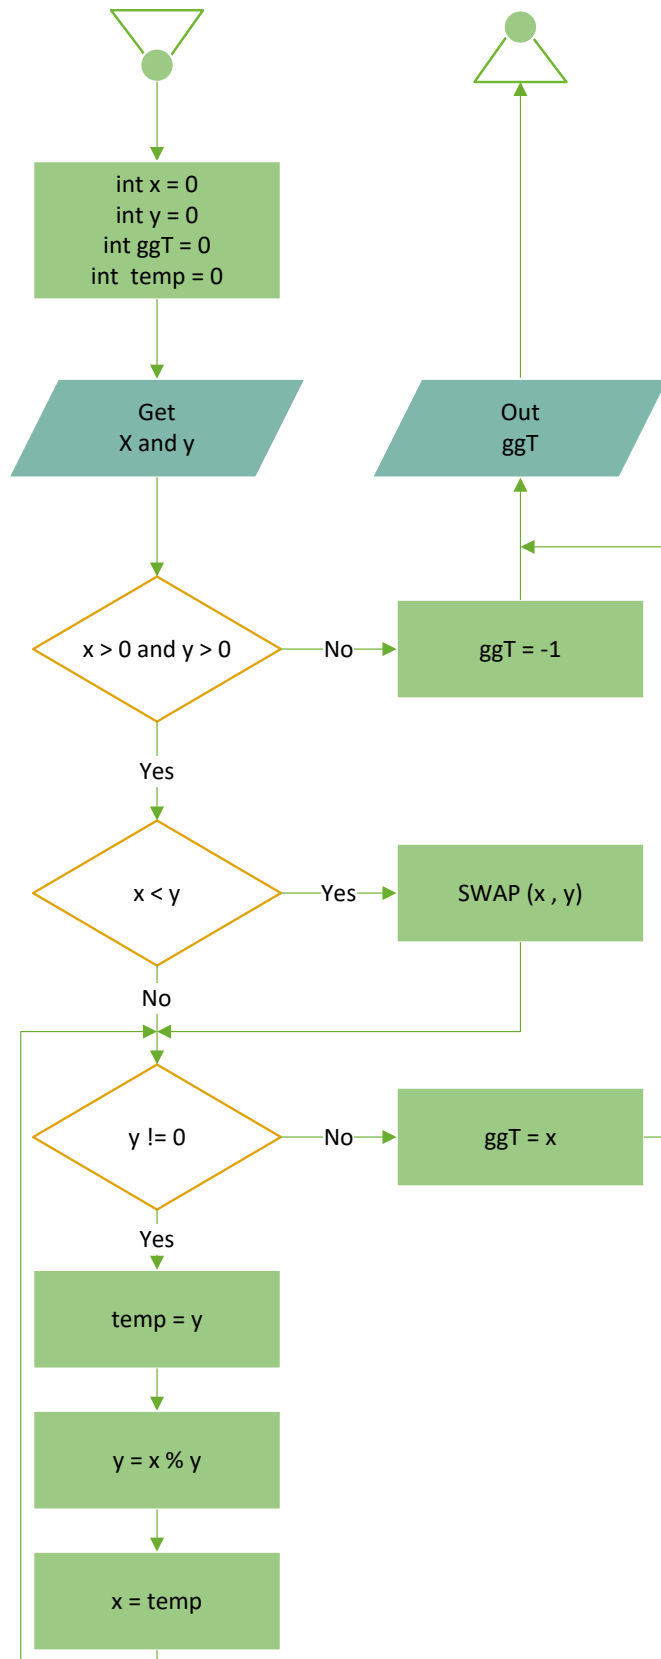 int x = 0
int y = 0
int ggT = 0
int  temp = 0
Get
X and y
Out
ggT
x > 0 and y > 0
No
ggT = -1
Yes
x < y
Yes
SWAP (x , y)
No
y != 0
No
ggT = x
Yes
temp = y
y = x % y
x = temp